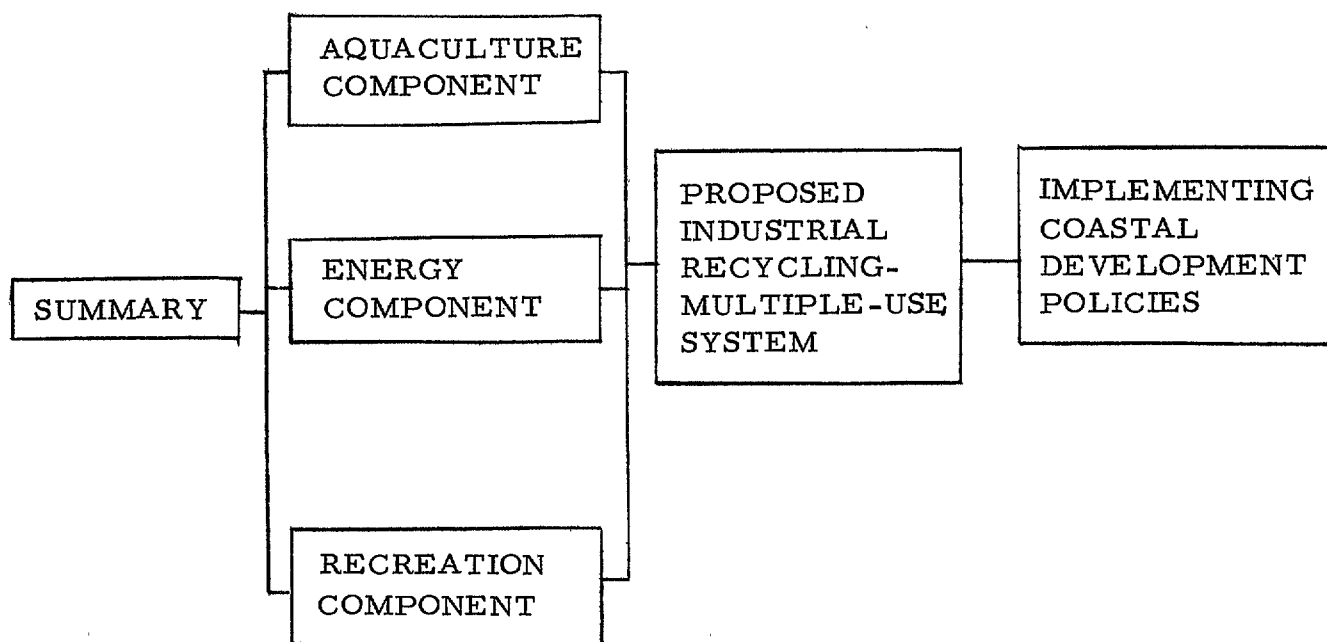 SUMMARY
AQUACULTURE
COMPONENT
ENERGY
COMPONENT
RECREATION
COMPONENT
PROPOSED
INDUSTRIAL
RECYCLING-
MULTIPLE-USE
SYSTEM
IMPLEMENTING
COASTAL
DEVELOPMENT
POLICIES